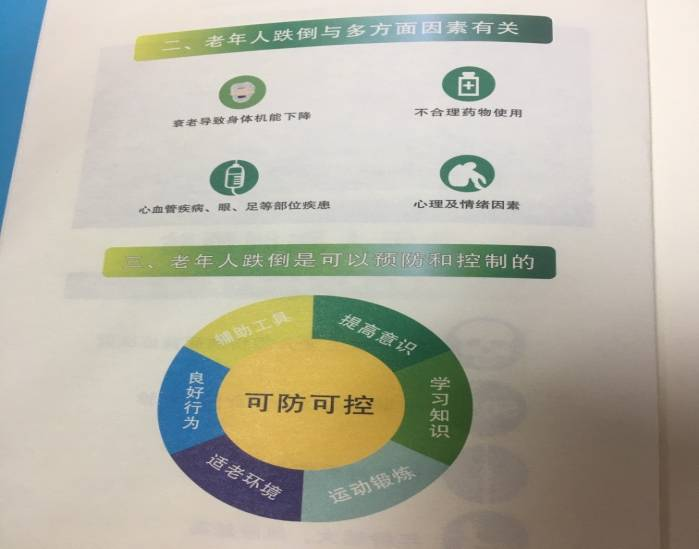 二、老年人跌倒与多方面因素有关
衰老导致身体机能下降
不合理药物使用
心血管疾病、眼、足等部位疾患
心理及情绪因素
三、老年人跌倒是可以预防和控制的
辅助工具
提高意识
良好行为
可防可控
学习知识
适老环境
运动锻炼